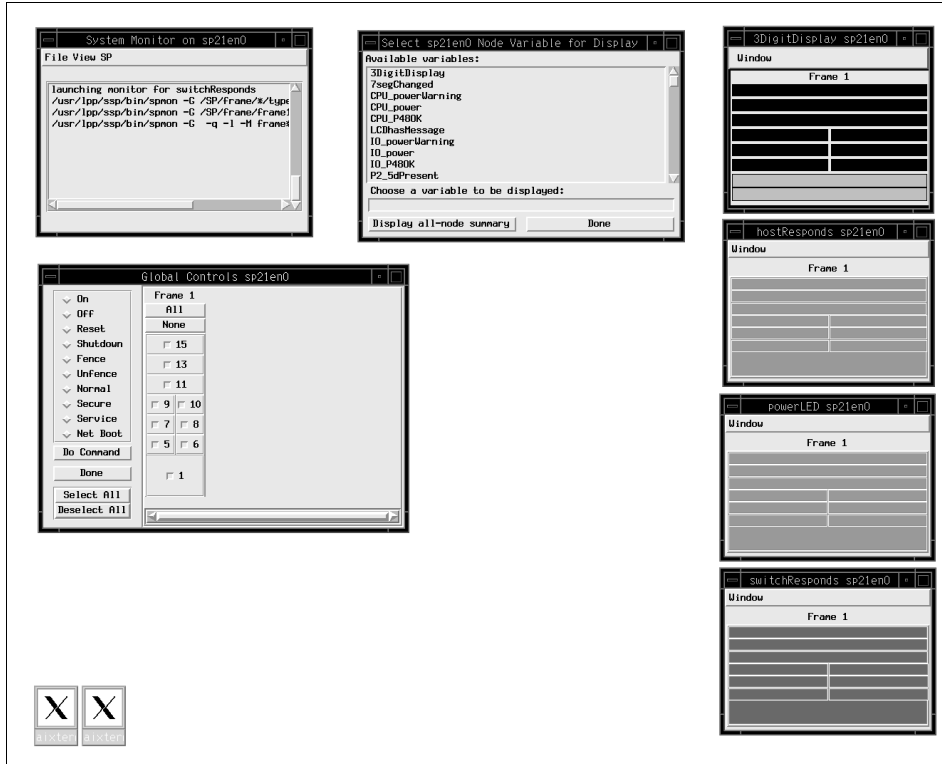 System Monitor on sp21en0
File View SP
launching monitor for switchResponds
/usr/lpp/ssp/bin/spmon -G /SP/frame/*/type
/usr/lpp/ssp/bin/spmon -G /SP/frame/frame1
/usr/lpp/ssp/bin/spmon -G  -q -l -M frame*
Select sp21en0 Node Variable for Display
Available variables:
3DigitDisplay
7segChanged
CPU_powerWarning
CPU_power
CPU_P48OK
LCDhasMessage
IO_powerWarning
IO_power
IO_P48OK
P2_5dPresent
Choose a variable to be displayed:
Display all-node summary
Done
3DigitDisplay sp21en0
Window
Frame 1
hostResponds sp21en0
Window
Frame 1
Global Controls sp21en0
On
Off
Reset
Shutdown
Fence
Unfence
Normal
Secure
Service
Net Boot
Do Command
Done
Select All
Deselect All
Frame 1
All
None
15
13
11
9 10
7 8
5 6
1
powerLED sp21en0
Window
Frame 1
switchResponds sp21en0
Window
Frame 1
X X
aixter aixter